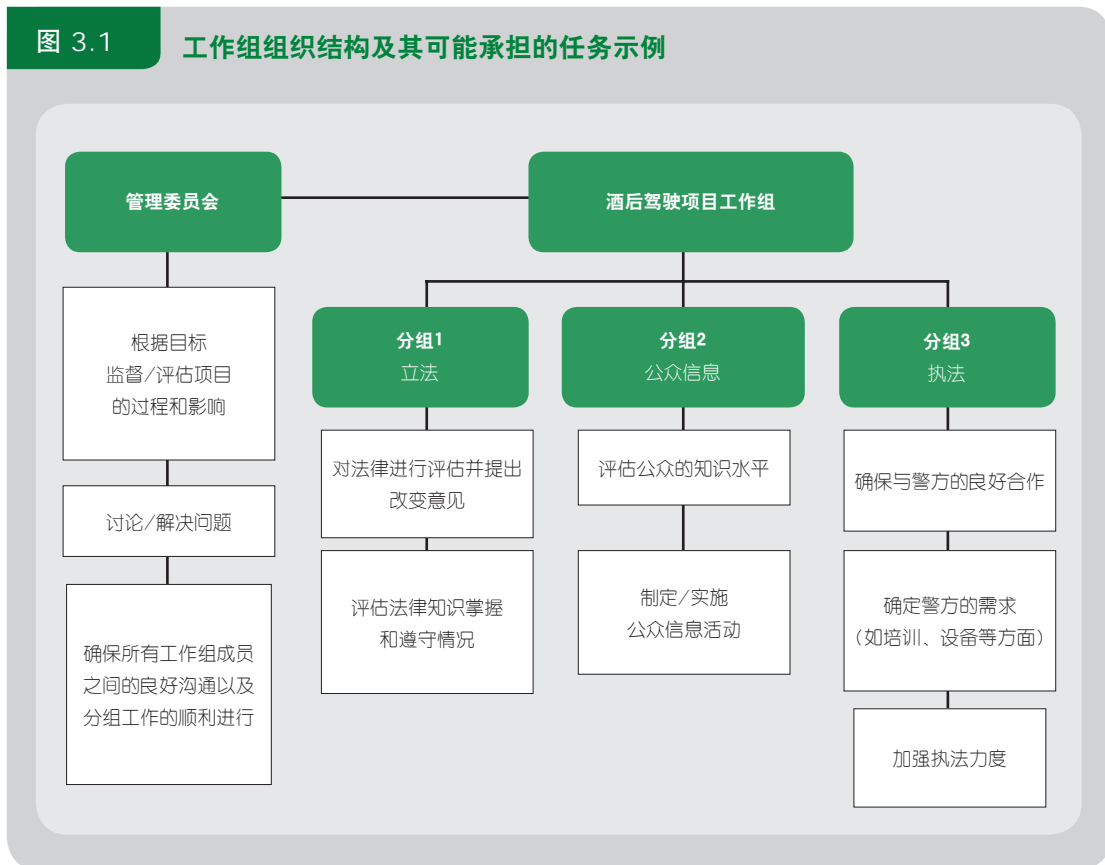 图 3.1
工作组组织结构及其可能承担的任务示例
管理委员会
酒后驾驶项目工作组
根据目标
监督/评估项目
的过程和影响
讨论/解决问题
确保所有工作组成员
之间的良好沟通以及
分组工作的顺利进行
分组1
立法
对法律进行评估并提出
改变意见
评估法律知识掌握
和遵守情况
分组2
公众信息
评估公众的知识水平
制定/实施
公众信息活动
分组3
执法
确保与警方的良好合作
确定警方的需求
（如培训、设备等方面）
加强执法力度